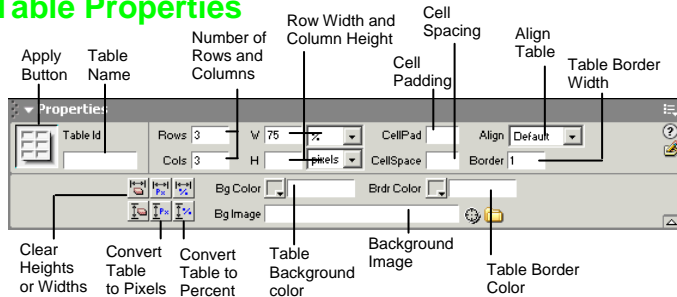 Table Properties
Row Width and
Column Height
Cell
Spacing
Number of
Rows and
Columns
Align
Table
Apply
Button
Table
Name
Cell
Padding
Table Border
Width
Properties
Table Id
Rows 3
W 75
%
CellPad
Align Default
Cols 3
H
pixels
CellSpace
Border 1
Bg Color
Brdr Color
Bg Image
Clear
Heights
or Widths
Convert
Table
to Pixels
Convert
Table to
Percent
Table
Background
color
Background
Image
Table Border
Color